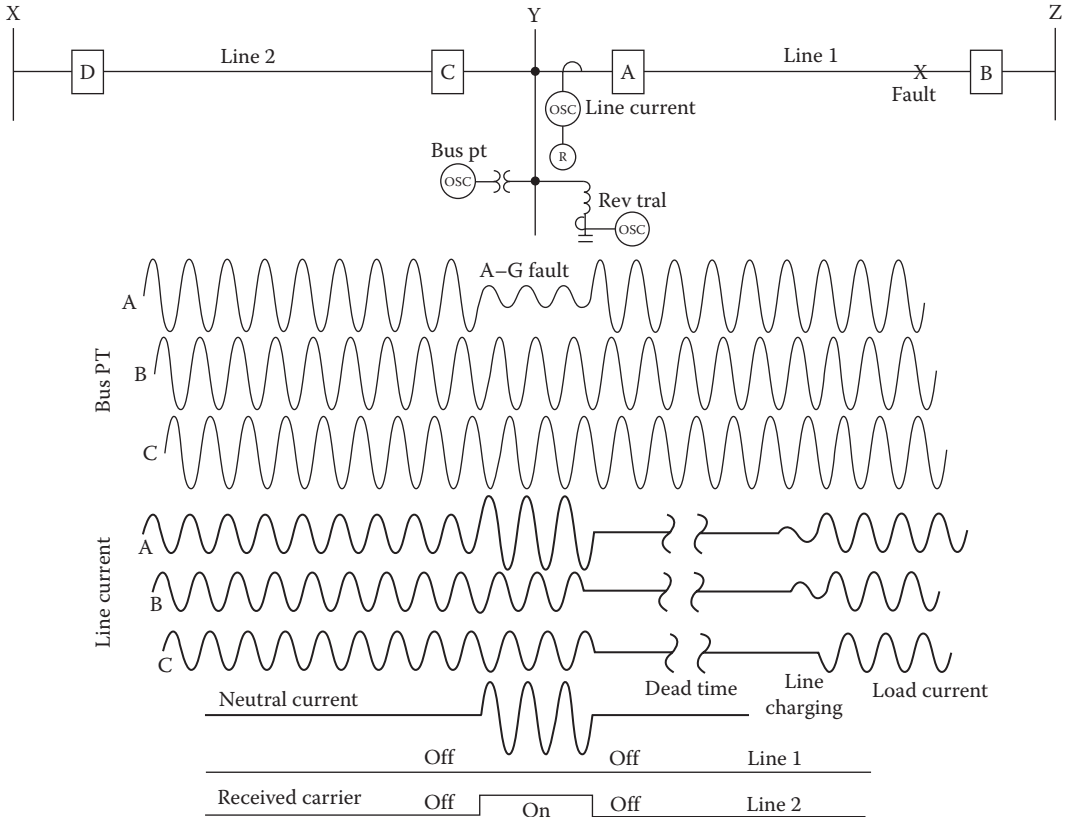 X
Y
Z
D
Line 2
C
A
Line 1
X
B
Fault
OSC
Line current
R
Bus pt
OSC
Rev tral
OSC
A–G fault
A
B
C
Bus PT
A
B
C
Line current
Dead time
Line charging
Load current
Neutral current
Off
Off
Line 1
Received carrier
Off
On
Off
Line 2